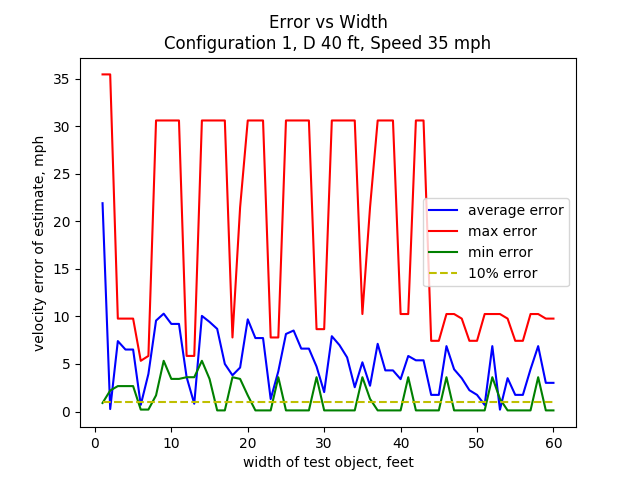 Error vs Width
Configuration 1, D 40 ft, Speed 35 mph
velocity error of estimate, mph
35
30
25
20
15
10
5
0
average error
max error
min error
10% error
0 10 20 30 40 50 60
width of test object, feet